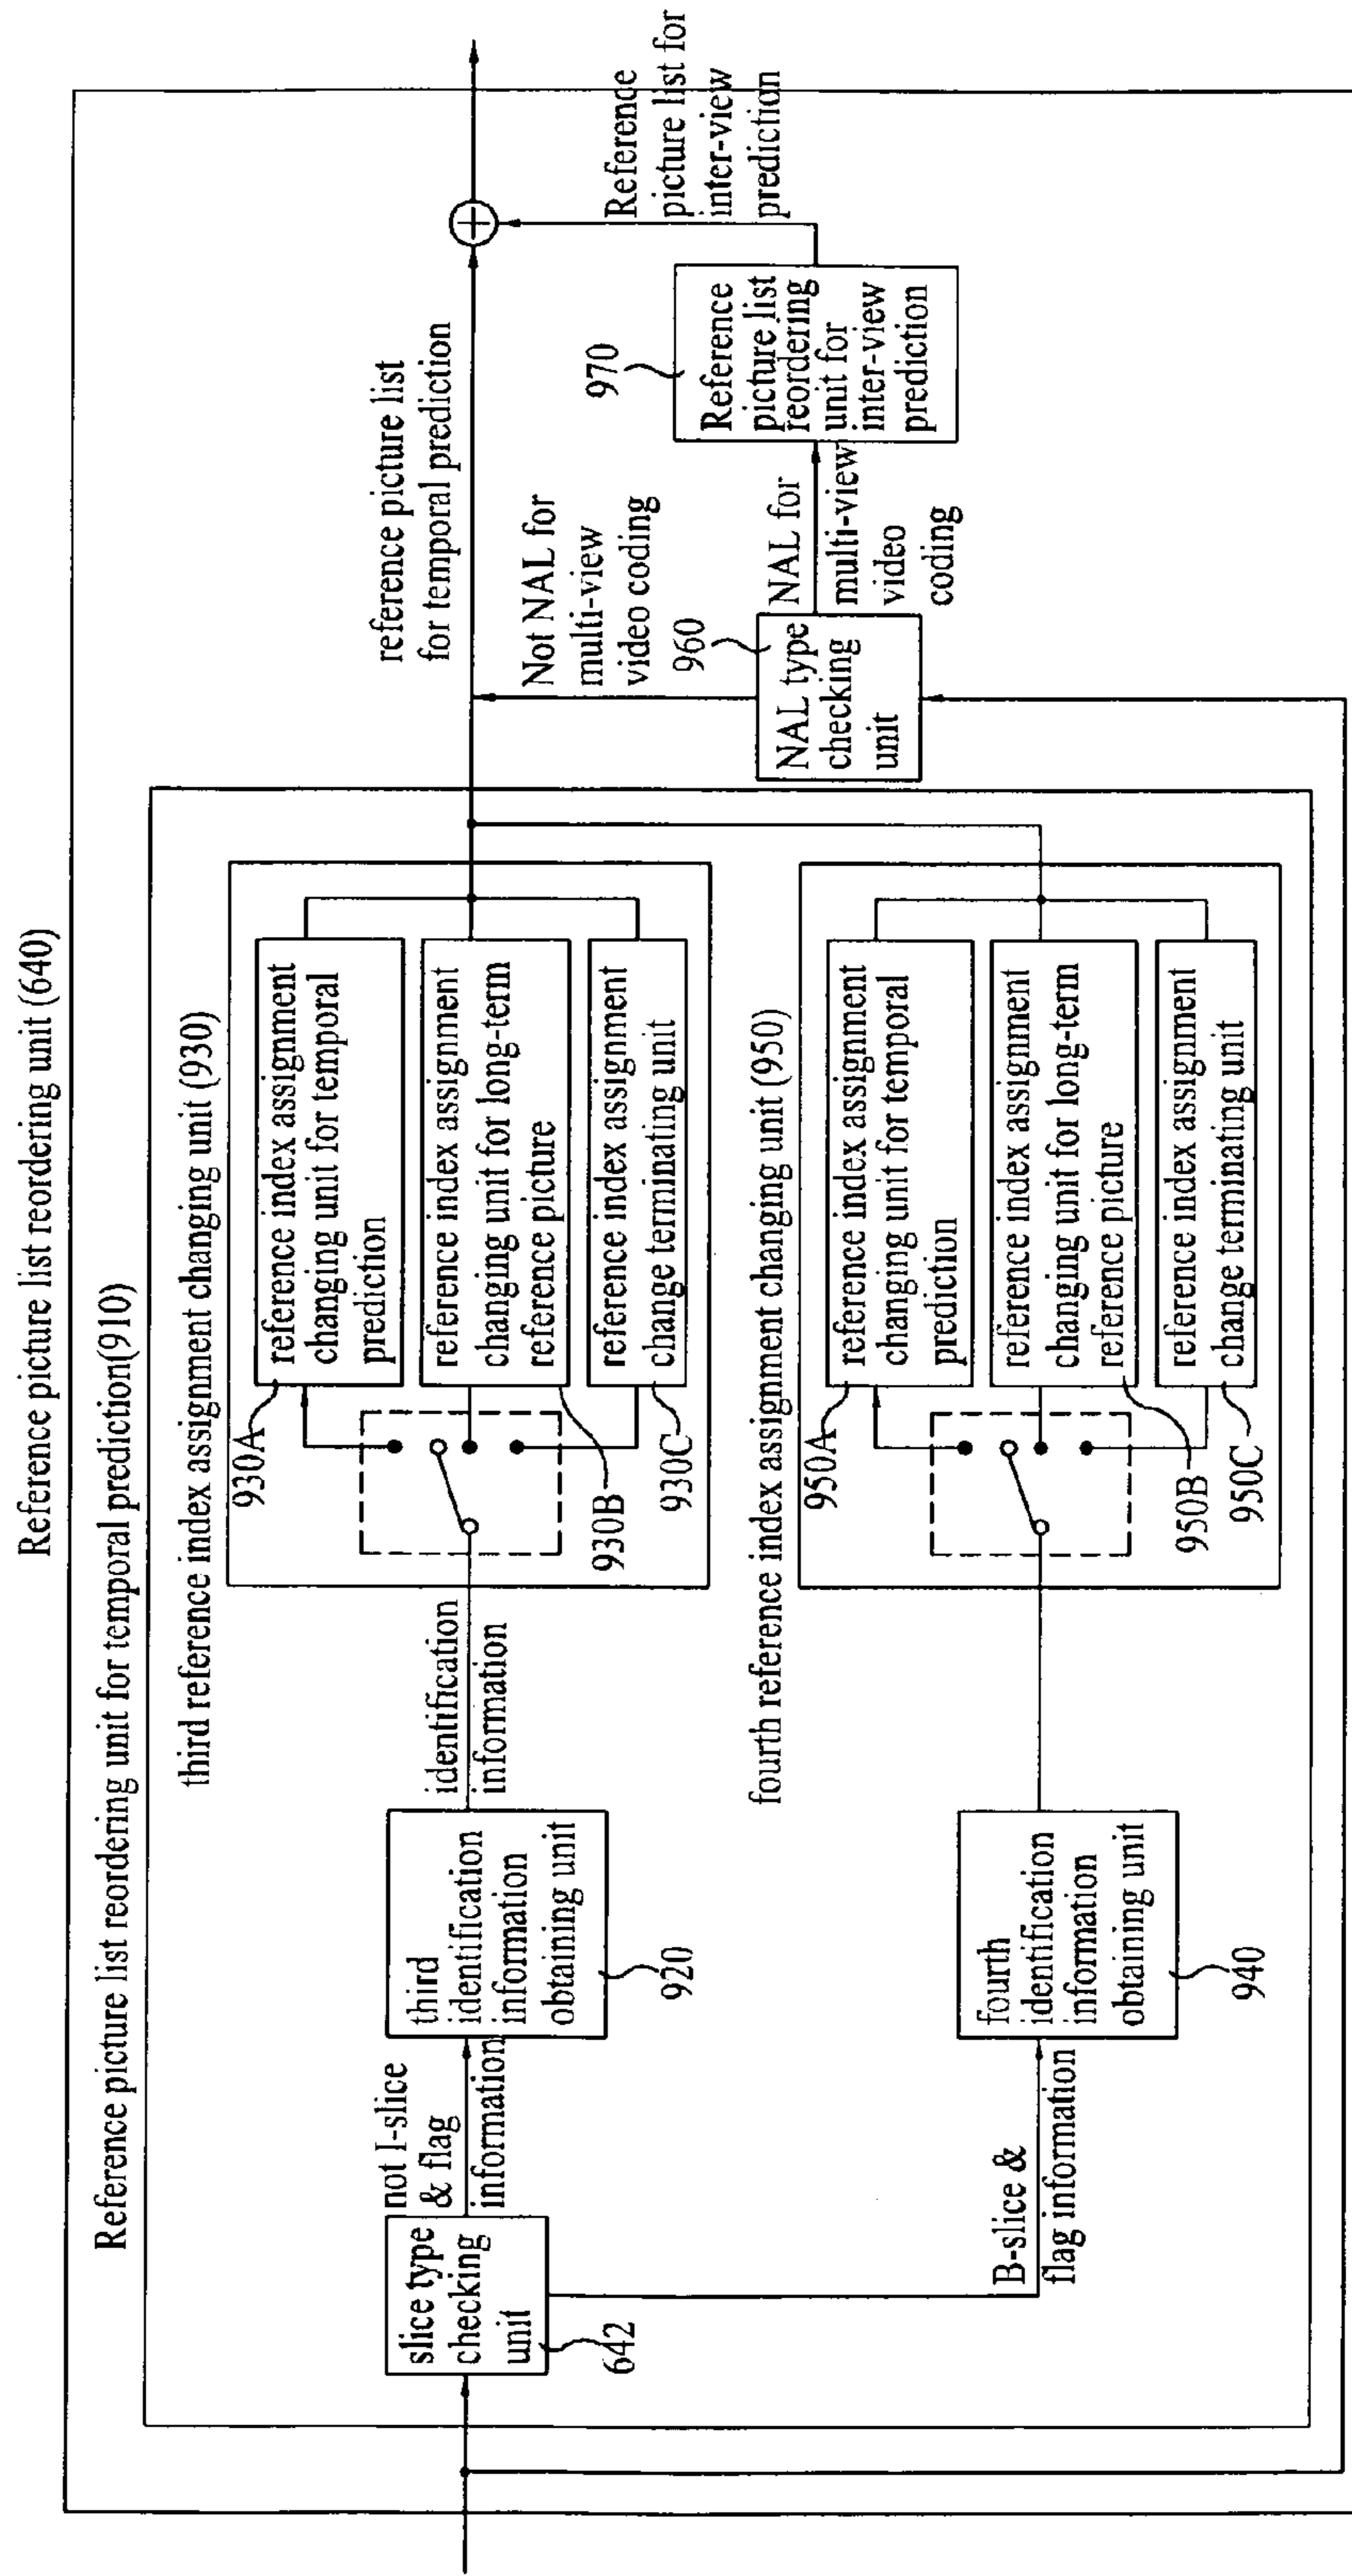 Reference picture list reordering unit (640)
Reference picture list reordering unit for temporal prediction(910)
third reference index assignment changing unit (930)
slice type
checking
unit
642
not I-slice
& flag
information
third
identification
information
obtaining unit
920
identification
information
930A
930B
930C
reference index assignment
changing unit for temporal
prediction
reference index assignment
changing unit for long-term
reference picture
reference index assignment
change terminating unit
B-slice &
flag information
fourth
identification
information
obtaining unit
940
fourth reference index assignment changing unit (950)
950A
950B
950C
reference index assignment
changing unit for temporal
prediction
reference index assignment
changing unit for long-term
reference picture
reference index assignment
change terminating unit
reference picture list
for temporal prediction
Not NAL for
multi-view
video coding
960
NAL type
checking
unit
NAL for
multi-view
video
coding
970
Reference
picture list
reordering
unit for
inter-view
prediction
Reference
picture list for
inter-view
prediction